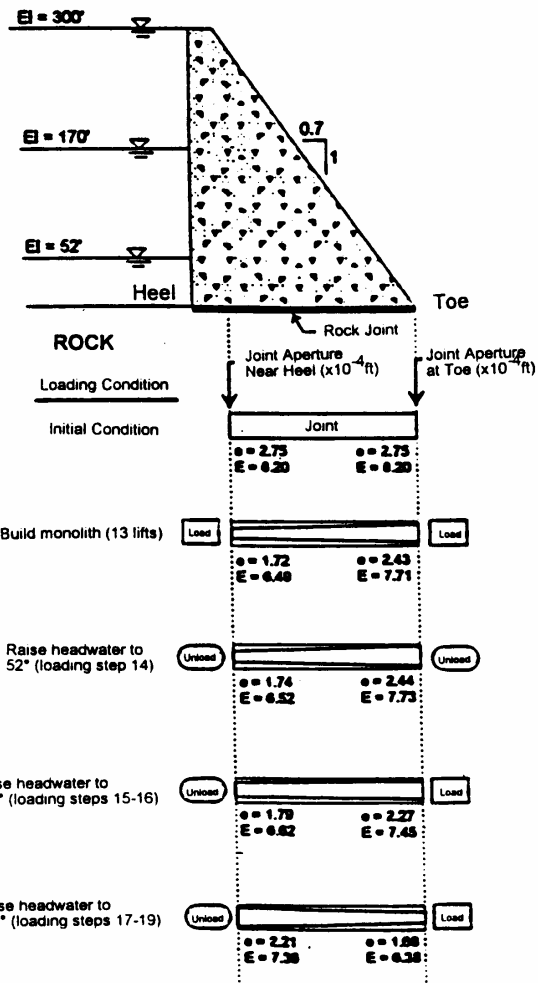 El = 300'
0.7
1
El = 170'
El = 52'
Heel
Toe
Rock Joint
ROCK
Joint Aperture
Near Heel (x10⁻⁴ft)
Joint Aperture
at Toe (x10⁻⁴ft)
Loading Condition
Initial Condition
Joint
e = 2.75
E = 8.20
e = 2.75
E = 8.20
Build monolith (13 lifts)
Load
Load
e = 1.72
E = 6.48
e = 2.43
E = 7.71
Raise headwater to
52° (loading step 14)
Unload
Unload
e = 1.74
E = 6.52
e = 2.44
E = 7.73
se headwater to
° (loading steps 15-16)
Unload
Load
e = 1.79
E = 6.62
e = 2.27
E = 7.45
se headwater to
° (loading steps 17-19)
Unload
Load
e = 2.21
E = 7.36
E = 6.38